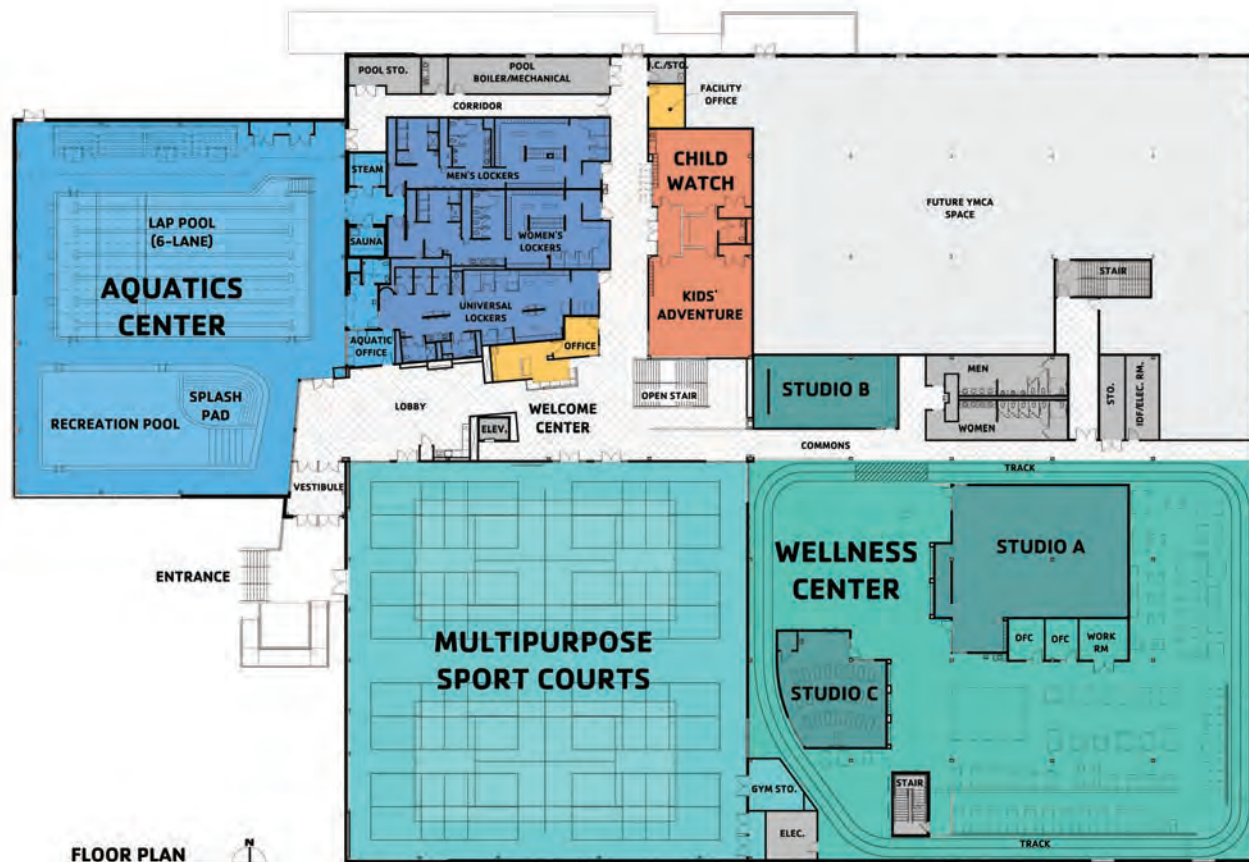 POOL STO.
POOL
BOILER/MECHANICAL
J.C./STO.
FACILITY
OFFICE
CORRIDOR
STEAM
MEN'S LOCKERS
CHILD
WATCH
FUTURE YMCA
SPACE
LAP POOL
(6-LANE)
SAUNA
WOMEN'S
LOCKERS
STAIR
AQUATICS
CENTER
UNIVERSAL
LOCKERS
KIDS'
ADVENTURE
AQUATIC
OFFICE
OFFICE
SPLASH
PAD
RECREATION POOL
LOBBY
WELCOME
CENTER
ELEV.
OPEN STAIR
STUDIO B
MEN
WOMEN
STO.
IDF/ELEC. RM.
COMMONS
VESTIBULE
TRACK
ENTRANCE
WELLNESS
CENTER
STUDIO A
MULTIPURPOSE
SPORT COURTS
OFC
OFC
WORK
RM
STUDIO C
GYM STO.
STAIR
ELEC.
TRACK
FLOOR PLAN
N